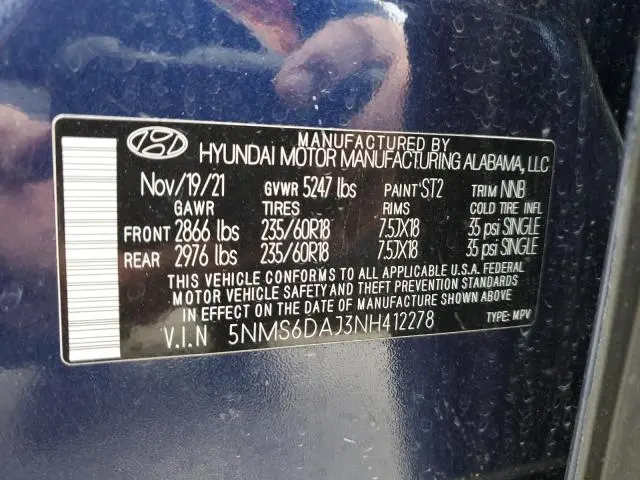 MANUFACTURED BY
HYUNDAI MOTOR MANUFACTURING ALABAMA, LLC
Nov/19/21 GVWR 5247 lbs PAINT ST2 TRIM NNB
GAWR TIRES RIMS COLD TIRE INFL
FRONT 2866 lbs 235/60R18 7.5JX18 35 psi SINGLE
REAR 2976 lbs 235/60R18 7.5JX18 35 psi SINGLE
THIS VEHICLE CONFORMS TO ALL APPLICABLE U.S.A. FEDERAL
MOTOR VEHICLE SAFETY AND THEFT PREVENTION STANDARDS
IN EFFECT ON THE DATE OF MANUFACTURE SHOWN ABOVE.
V.I.N 5NMS6DAJ3NH412278 TYPE: MPV